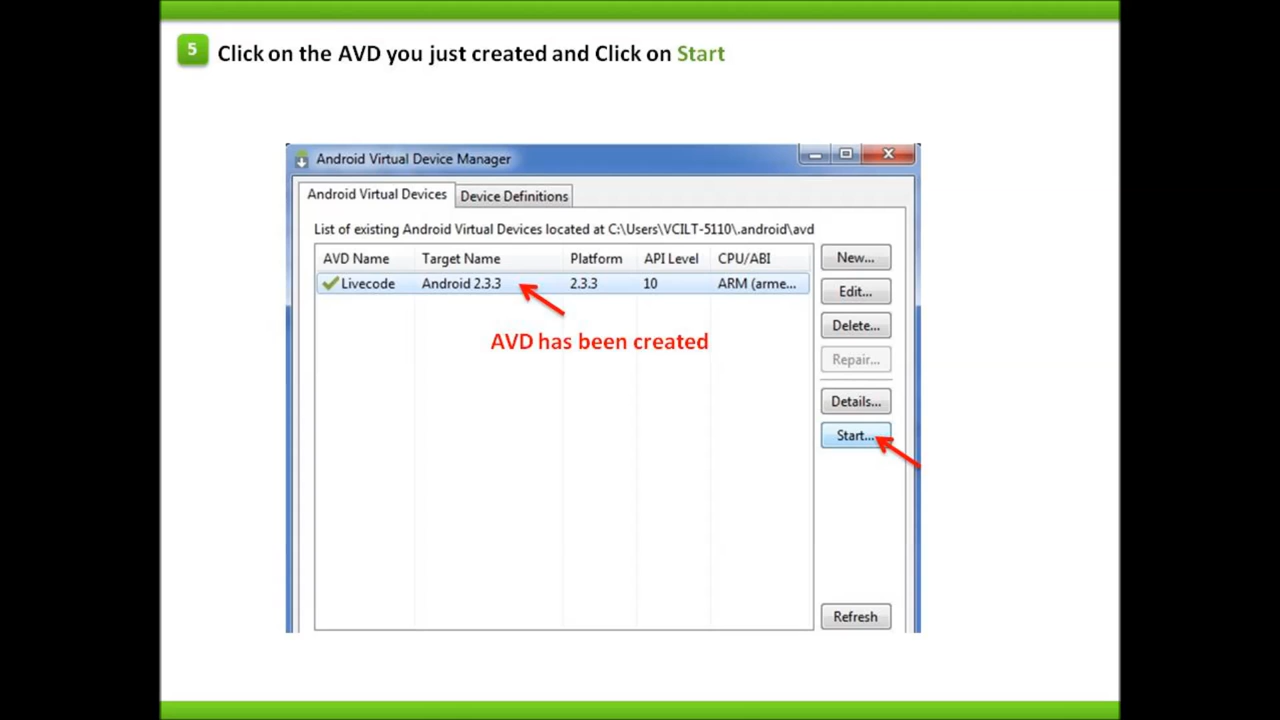 5 Click on the AVD you just created and Click on Start
Android Virtual Device Manager
Android Virtual Devices Device Definitions
List of existing Android Virtual Devices located at C:\Users\VCILT-5110\.android\avd
AVD Name Target Name Platform API Level CPU/ABI
Livecode Android 2.3.3 2.3.3 10 ARM (arme...
AVD has been created
New...
Edit...
Delete...
Repair...
Details...
Start...
Refresh